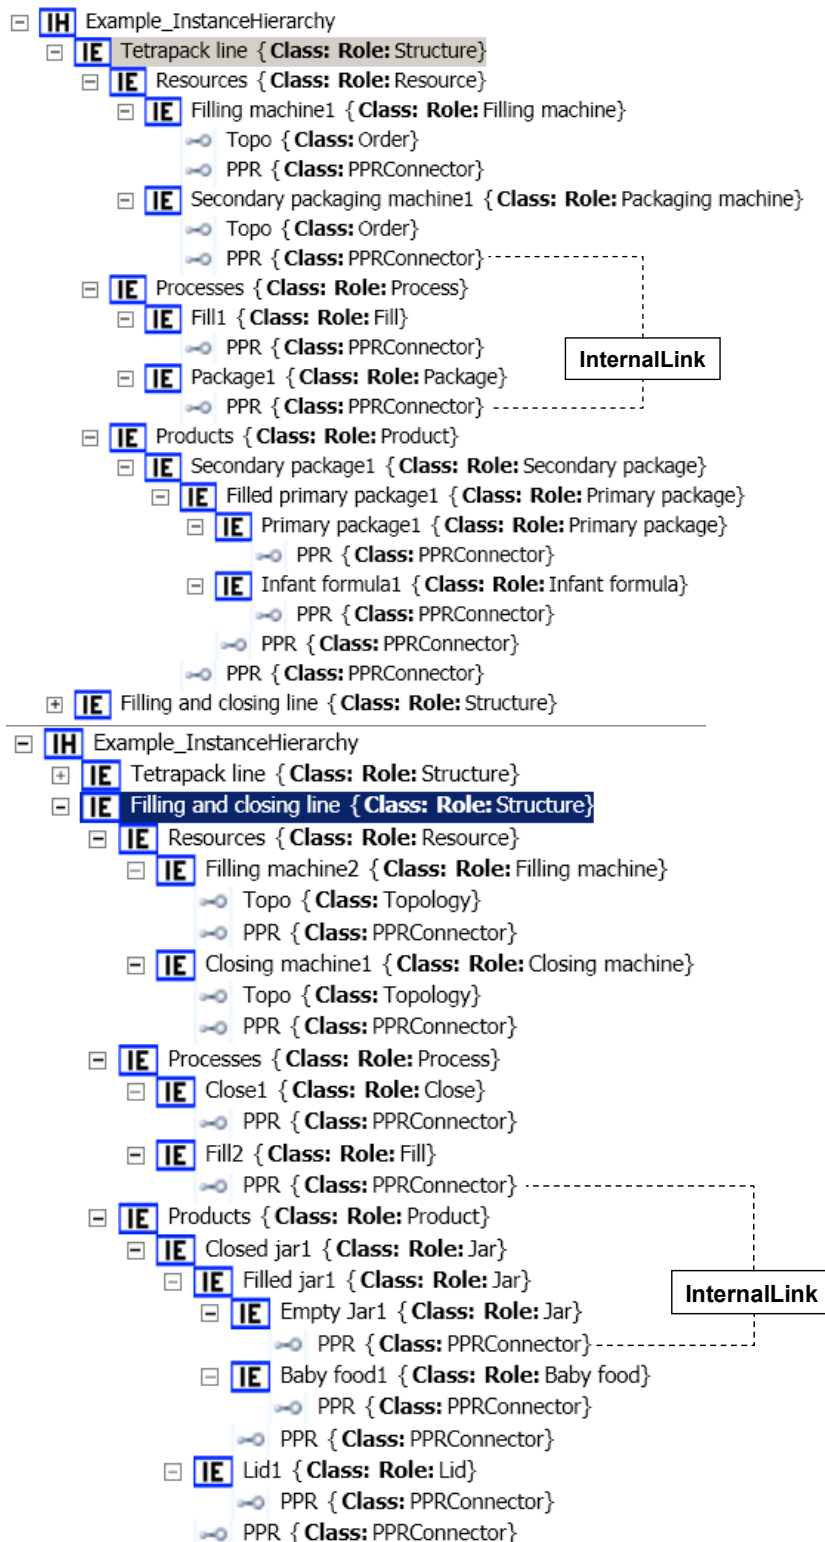 IH Example_InstanceHierarchy
IE Tetrapack line {Class: Role: Structure}
IE Resources {Class: Role: Resource}
IE Filling machine1 {Class: Role: Filling machine}
Topo {Class: Order}
PPR {Class: PPRConnector}
IE Secondary packaging machine1 {Class: Role: Packaging machine}
Topo {Class: Order}
PPR {Class: PPRConnector}
IE Processes {Class: Role: Process}
IE Fill1 {Class: Role: Fill}
PPR {Class: PPRConnector}
InternalLink
IE Package1 {Class: Role: Package}
PPR {Class: PPRConnector}
IE Products {Class: Role: Product}
IE Secondary package1 {Class: Role: Secondary package}
IE Filled primary package1 {Class: Role: Primary package}
IE Primary package1 {Class: Role: Primary package}
PPR {Class: PPRConnector}
IE Infant formula1 {Class: Role: Infant formula}
PPR {Class: PPRConnector}
PPR {Class: PPRConnector}
PPR {Class: PPRConnector}
IE Filling and closing line {Class: Role: Structure}
IH Example_InstanceHierarchy
IE Tetrapack line {Class: Role: Structure}
IE Filling and closing line {Class: Role: Structure}
IE Resources {Class: Role: Resource}
IE Filling machine2 {Class: Role: Filling machine}
Topo {Class: Topology}
PPR {Class: PPRConnector}
IE Closing machine1 {Class: Role: Closing machine}
Topo {Class: Topology}
PPR {Class: PPRConnector}
IE Processes {Class: Role: Process}
IE Close1 {Class: Role: Close}
PPR {Class: PPRConnector}
IE Fill2 {Class: Role: Fill}
PPR {Class: PPRConnector}
IE Products {Class: Role: Product}
IE Closed jar1 {Class: Role: Jar}
IE Filled jar1 {Class: Role: Jar}
InternalLink
IE Empty Jar1 {Class: Role: Jar}
PPR {Class: PPRConnector}
IE Baby food1 {Class: Role: Baby food}
PPR {Class: PPRConnector}
PPR {Class: PPRConnector}
IE Lid1 {Class: Role: Lid}
PPR {Class: PPRConnector}
PPR {Class: PPRConnector}